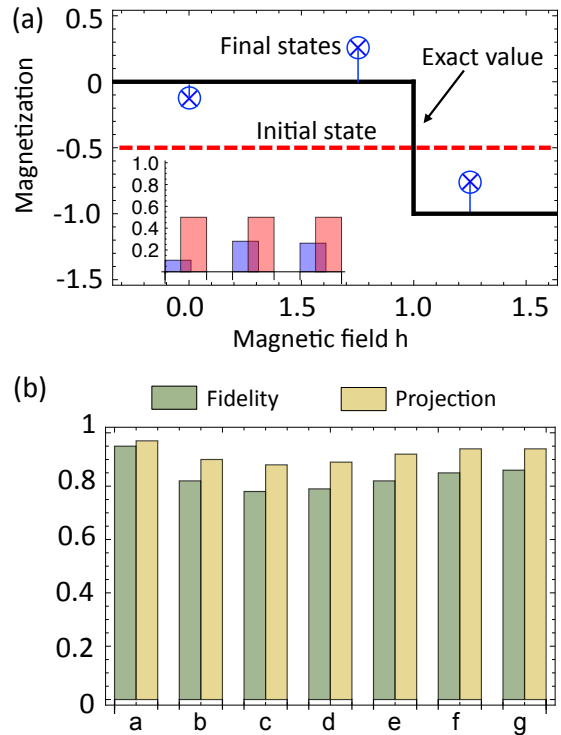 (a)
0.5
0
-0.5
-1.0
-1.5
Magnetization
Final states
Exact value
Initial state
1.0
0.8
0.6
0.4
0.2
0.0 1.5 1.0 1.5
Magnetic field h
(b)
Fidelity Projection
1
0.8
0.6
0.4
0.2
0
a b c d e f g